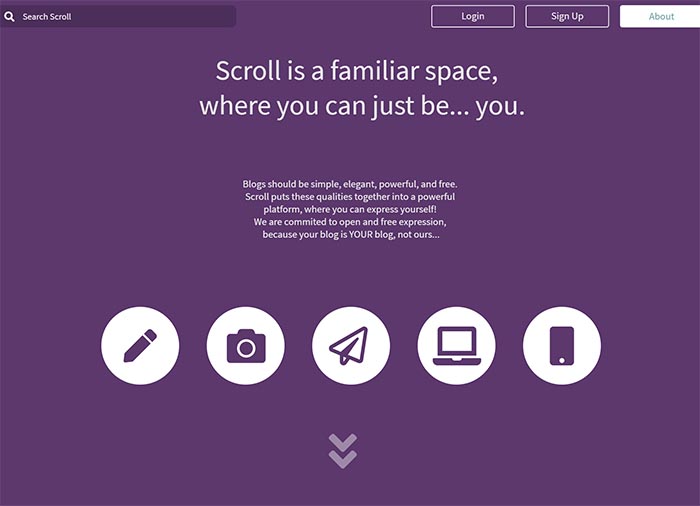 Search Scroll
Login
Sign Up
About
Scroll is a familiar space,
where you can just be... you.
Blogs should be simple, elegant, powerful, and free.
Scroll puts these qualities together into a powerful
platform, where you can express yourself!
We are commited to open and free expression,
because your blog is YOUR blog, not ours...